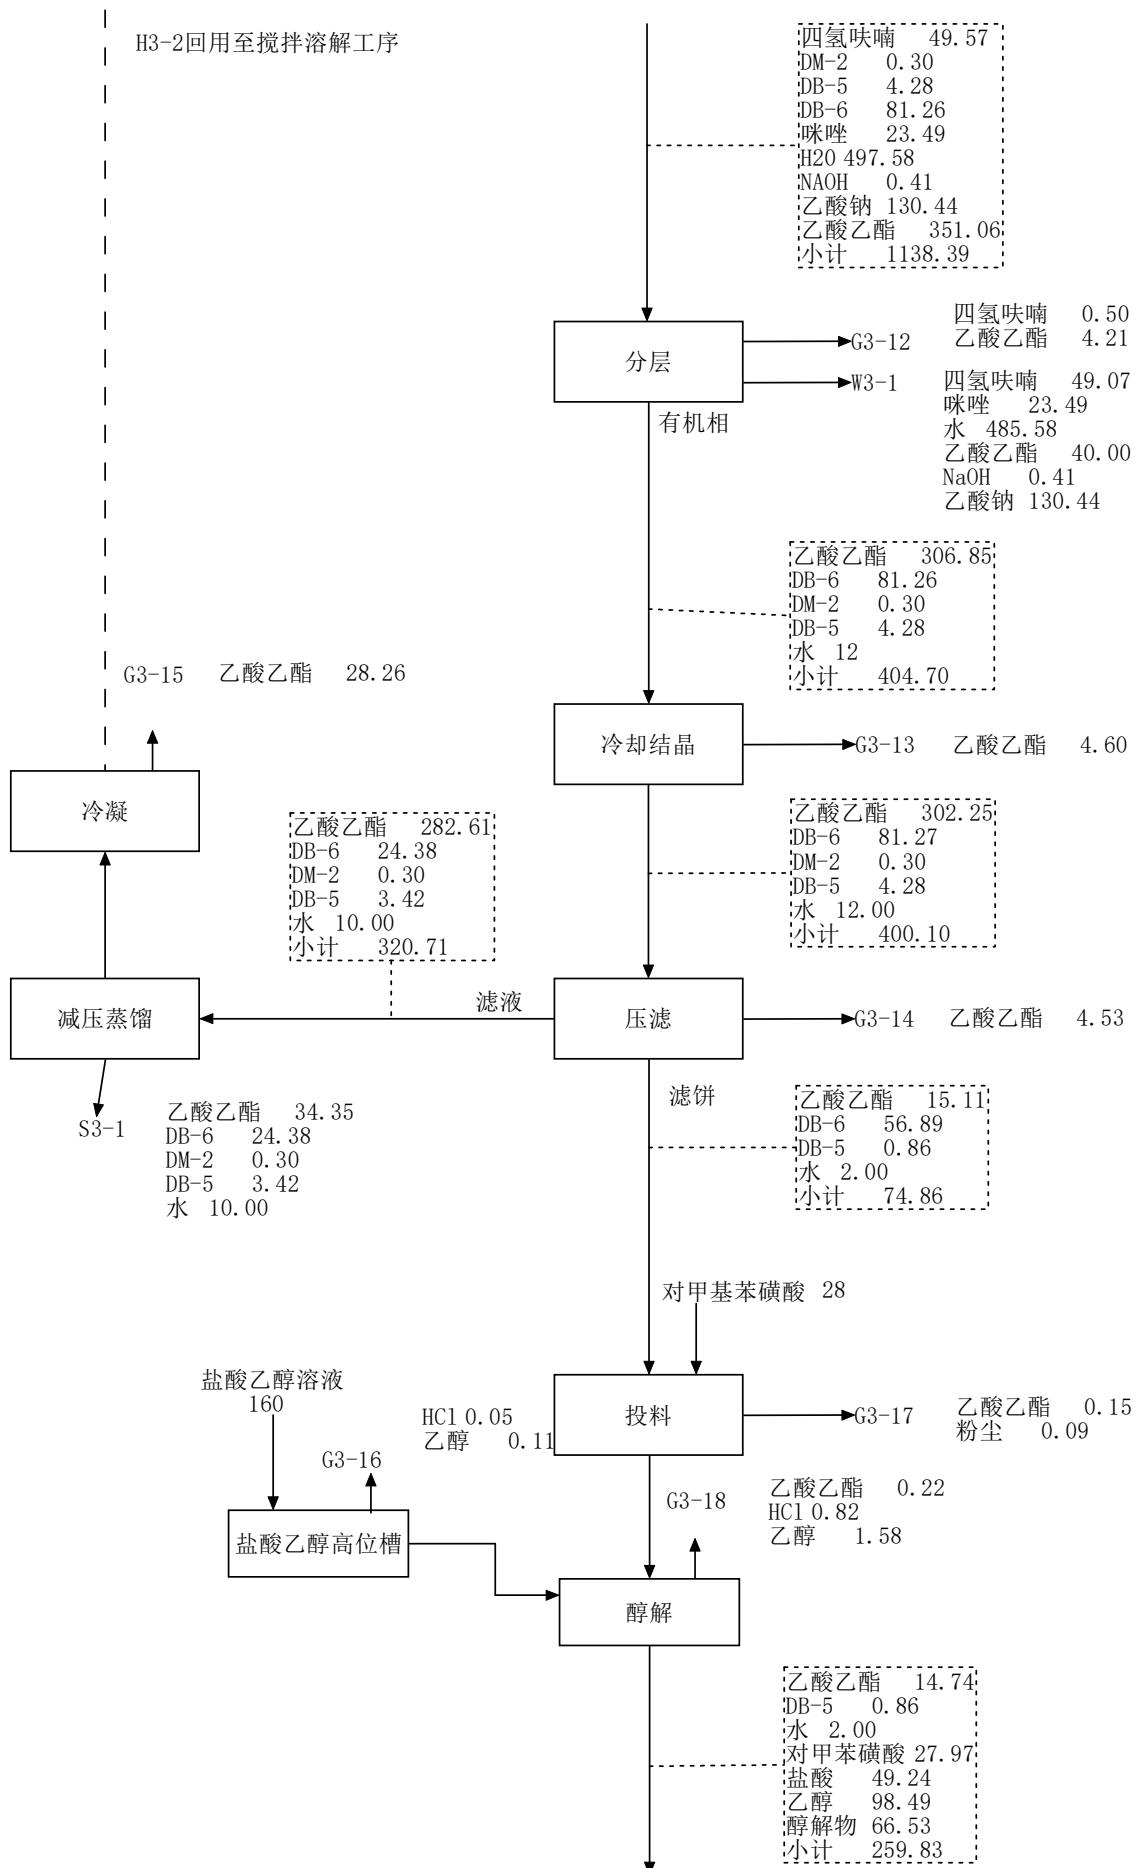 H3-2回用至搅拌溶解工序
四氢呋喃 49.57
DM-2 0.30
DB-5 4.28
DB-6 81.26
咪唑 23.49
H2O 497.58
NAOH 0.41
乙酸钠 130.44
乙酸乙酯 351.06
小计 1138.39
分层
G3-12
四氢呋喃 0.50
乙酸乙酯 4.21
W3-1
四氢呋喃 49.07
咪唑 23.49
水 485.58
乙酸乙酯 40.00
NaOH 0.41
乙酸钠 130.44
有机相
乙酸乙酯 306.85
DB-6 81.26
DM-2 0.30
DB-5 4.28
水 12
小计 404.70
G3-15 乙酸乙酯 28.26
冷却结晶
G3-13 乙酸乙酯 4.60
冷凝
乙酸乙酯 282.61
DB-6 24.38
DM-2 0.30
DB-5 3.42
水 10.00
小计 320.71
乙酸乙酯 302.25
DB-6 81.27
DM-2 0.30
DB-5 4.28
水 12.00
小计 400.10
减压蒸馏
滤液
压滤
G3-14 乙酸乙酯 4.53
S3-1
乙酸乙酯 34.35
DB-6 24.38
DM-2 0.30
DB-5 3.42
水 10.00
滤饼
乙酸乙酯 15.11
DB-6 56.89
DB-5 0.86
水 2.00
小计 74.86
对甲基苯磺酸 28
盐酸乙醇溶液
160
HCl 0.05
乙醇 0.11
投料
G3-17
乙酸乙酯 0.15
粉尘 0.09
G3-16
G3-18
乙酸乙酯 0.22
HCl 0.82
乙醇 1.58
盐酸乙醇高位槽
醇解
乙酸乙酯 14.74
DB-5 0.86
水 2.00
对甲苯磺酸 27.97
盐酸 49.24
乙醇 98.49
醇解物 66.53
小计 259.83